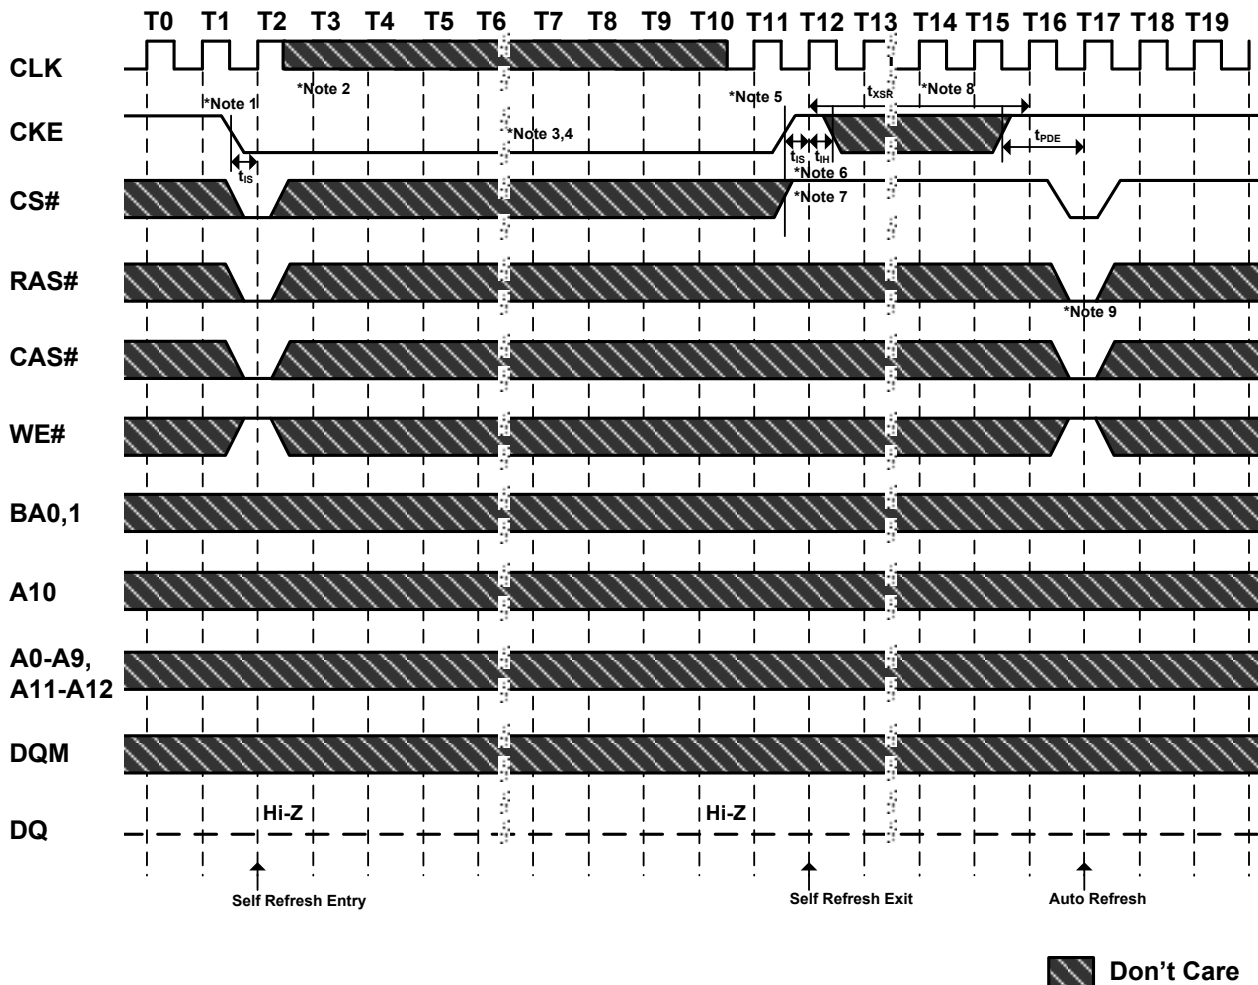 T0 T1 T2 T3 T4 T5 T6 T7 T8 T9 T10 T11 T12 T13 T14 T15 T16 T17 T18 T19
CLK
*Note 1 *Note 2 *Note 5 tXSR *Note 8
CKE
*Note 3,4 tPDE
tIS tIS tIH
*Note 6
CS#
*Note 7
RAS#
*Note 9
CAS#
WE#
BA0,1
A10
A0-A9,
A11-A12
DQM
Hi-Z Hi-Z
DQ
Self Refresh Entry Self Refresh Exit Auto Refresh
Don't Care